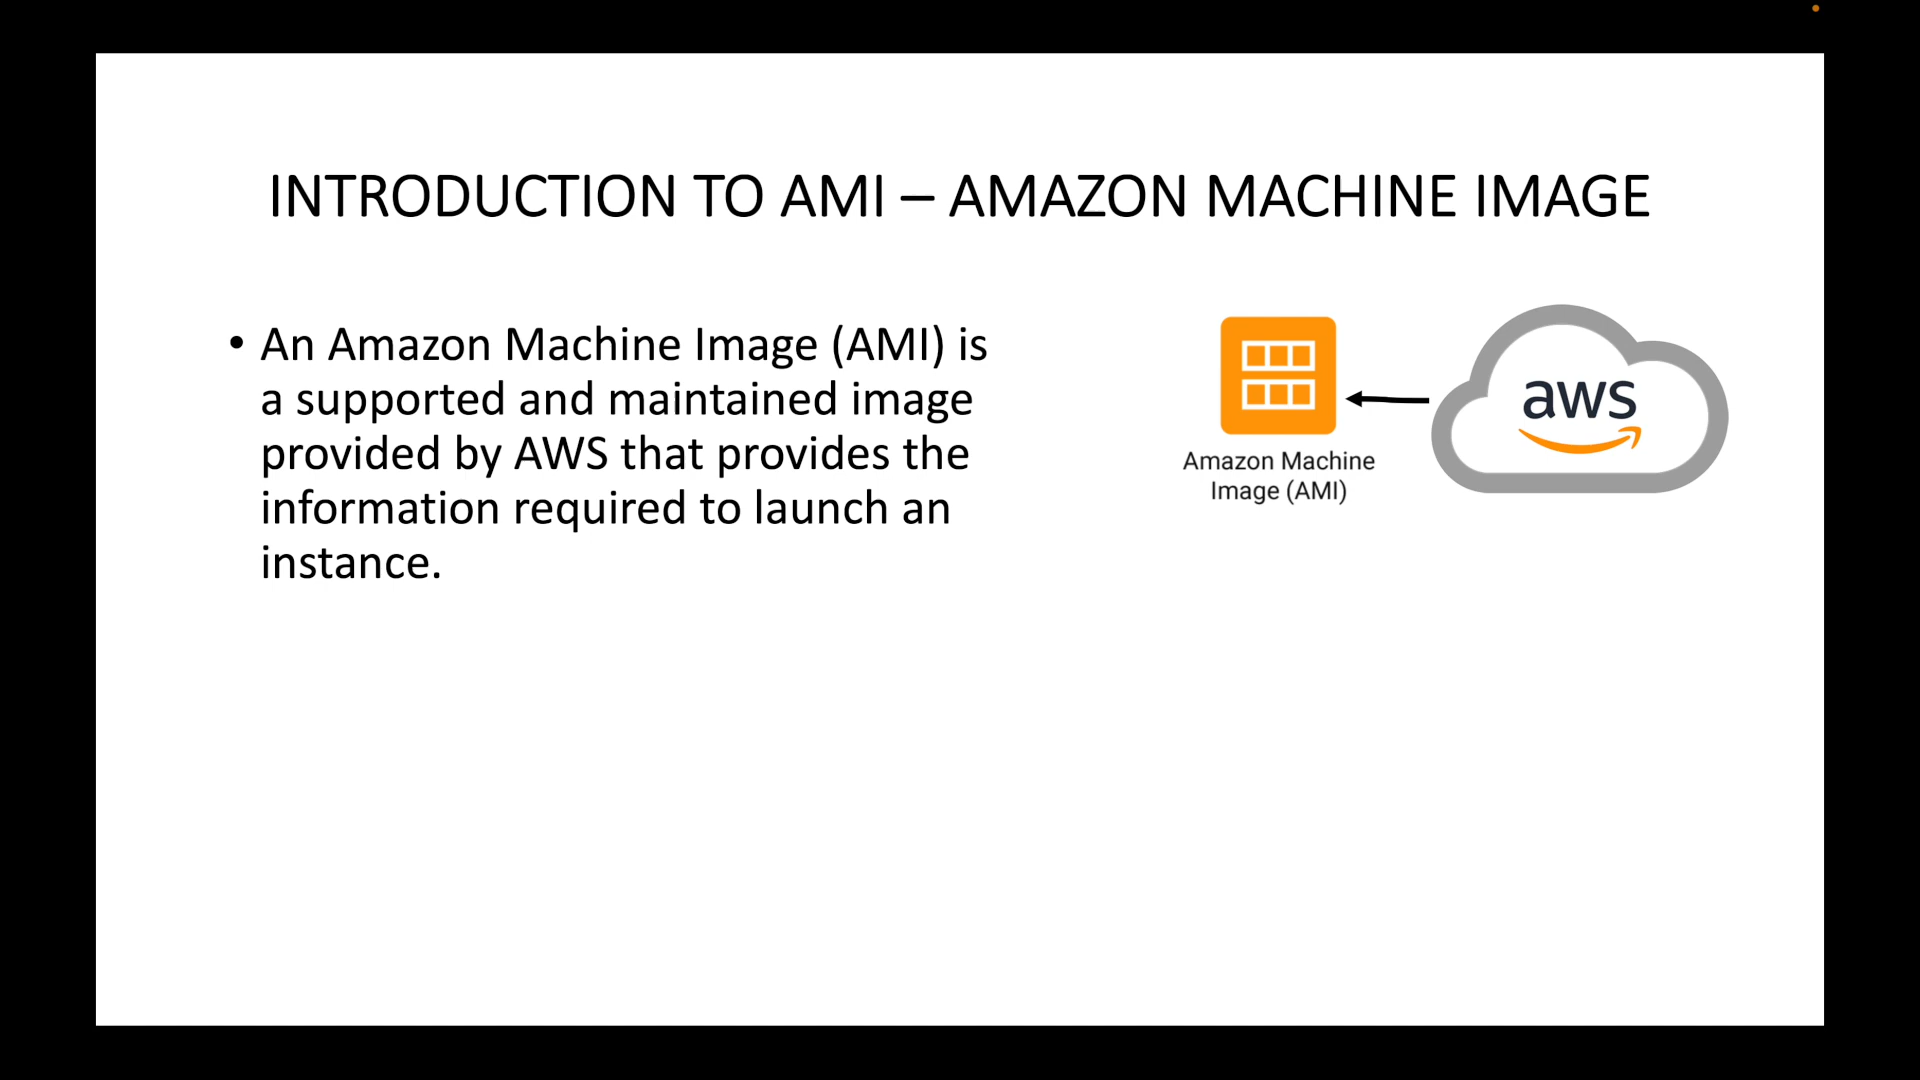 INTRODUCTION TO AMI – AMAZON MACHINE IMAGE
• An Amazon Machine Image (AMI) is
a supported and maintained image
provided by AWS that provides the
information required to launch an
instance.
Amazon Machine
Image (AMI)
aws